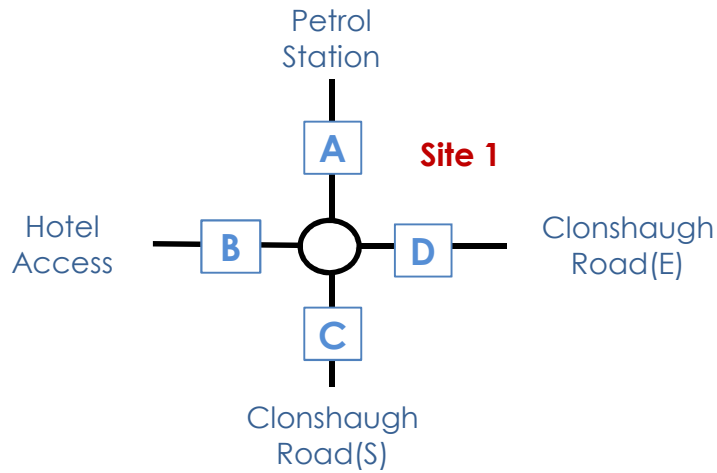 Petrol
Station
A
Site 1
Hotel
Access
B
D
Clonshaugh
Road(E)
C
Clonshaugh
Road(S)